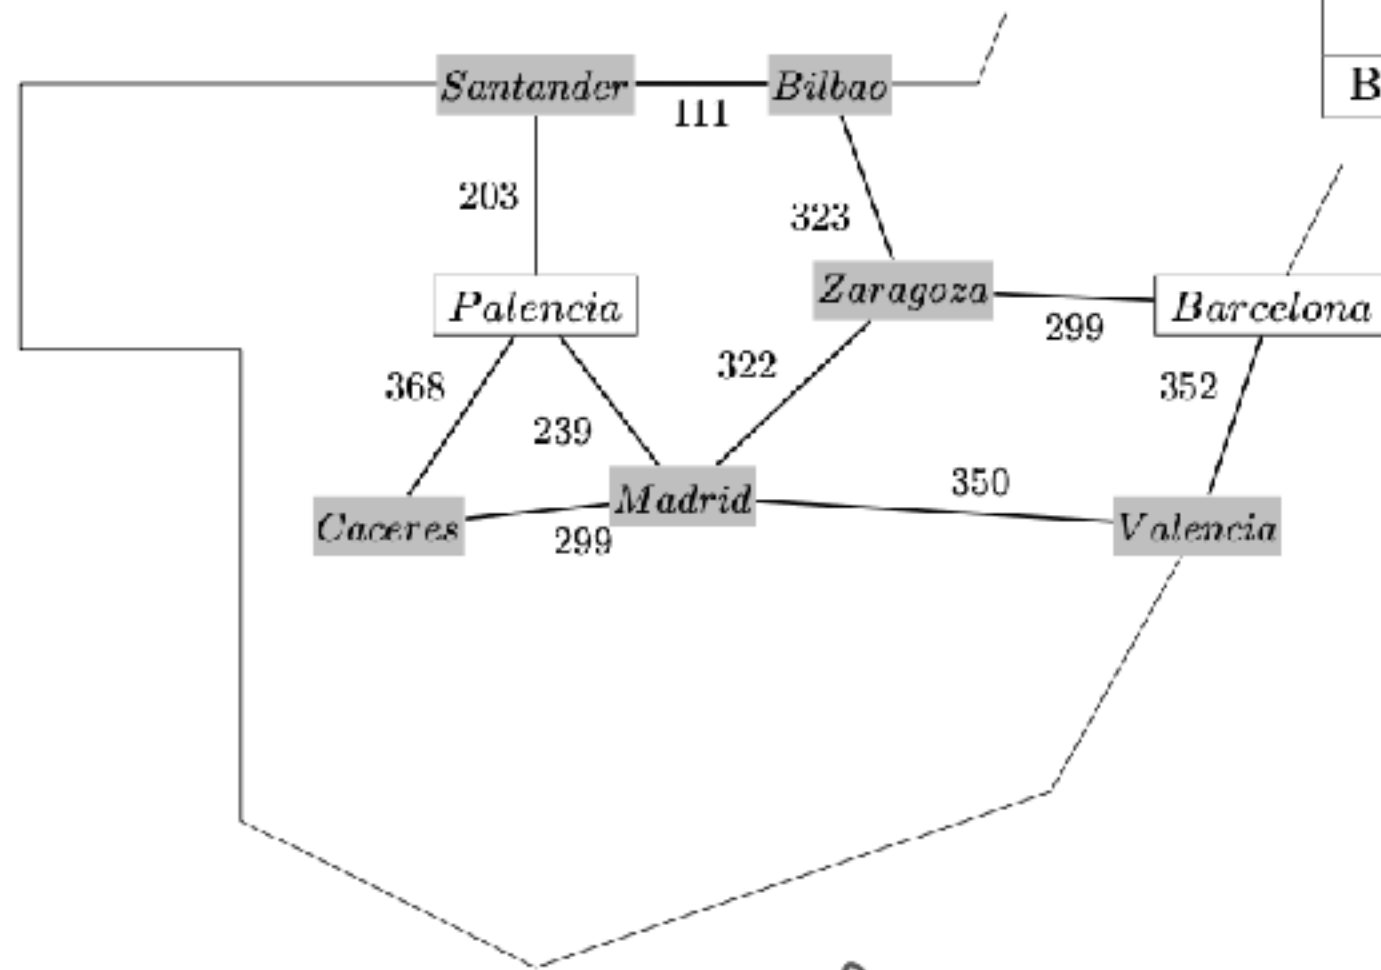 Santander
Bilbao
B
111
203
323
Palencia
Zaragoza
Barcelona
299
322
368
352
239
350
Madrid
Caceres
Valencia
299